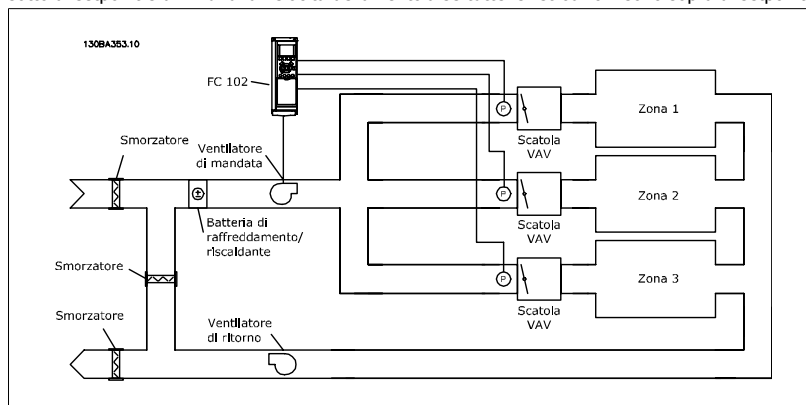 130BA353.10
FC 102
Smorzatore
Ventilatore
di mandata
Batteria di
raffreddamento/
riscaldante
Smorzatore
Smorzatore
Ventilatore
di ritorno
P
Scatola
VAV
Zona 1
P
Scatola
VAV
Zona 2
P
Scatola
VAV
Zona 3